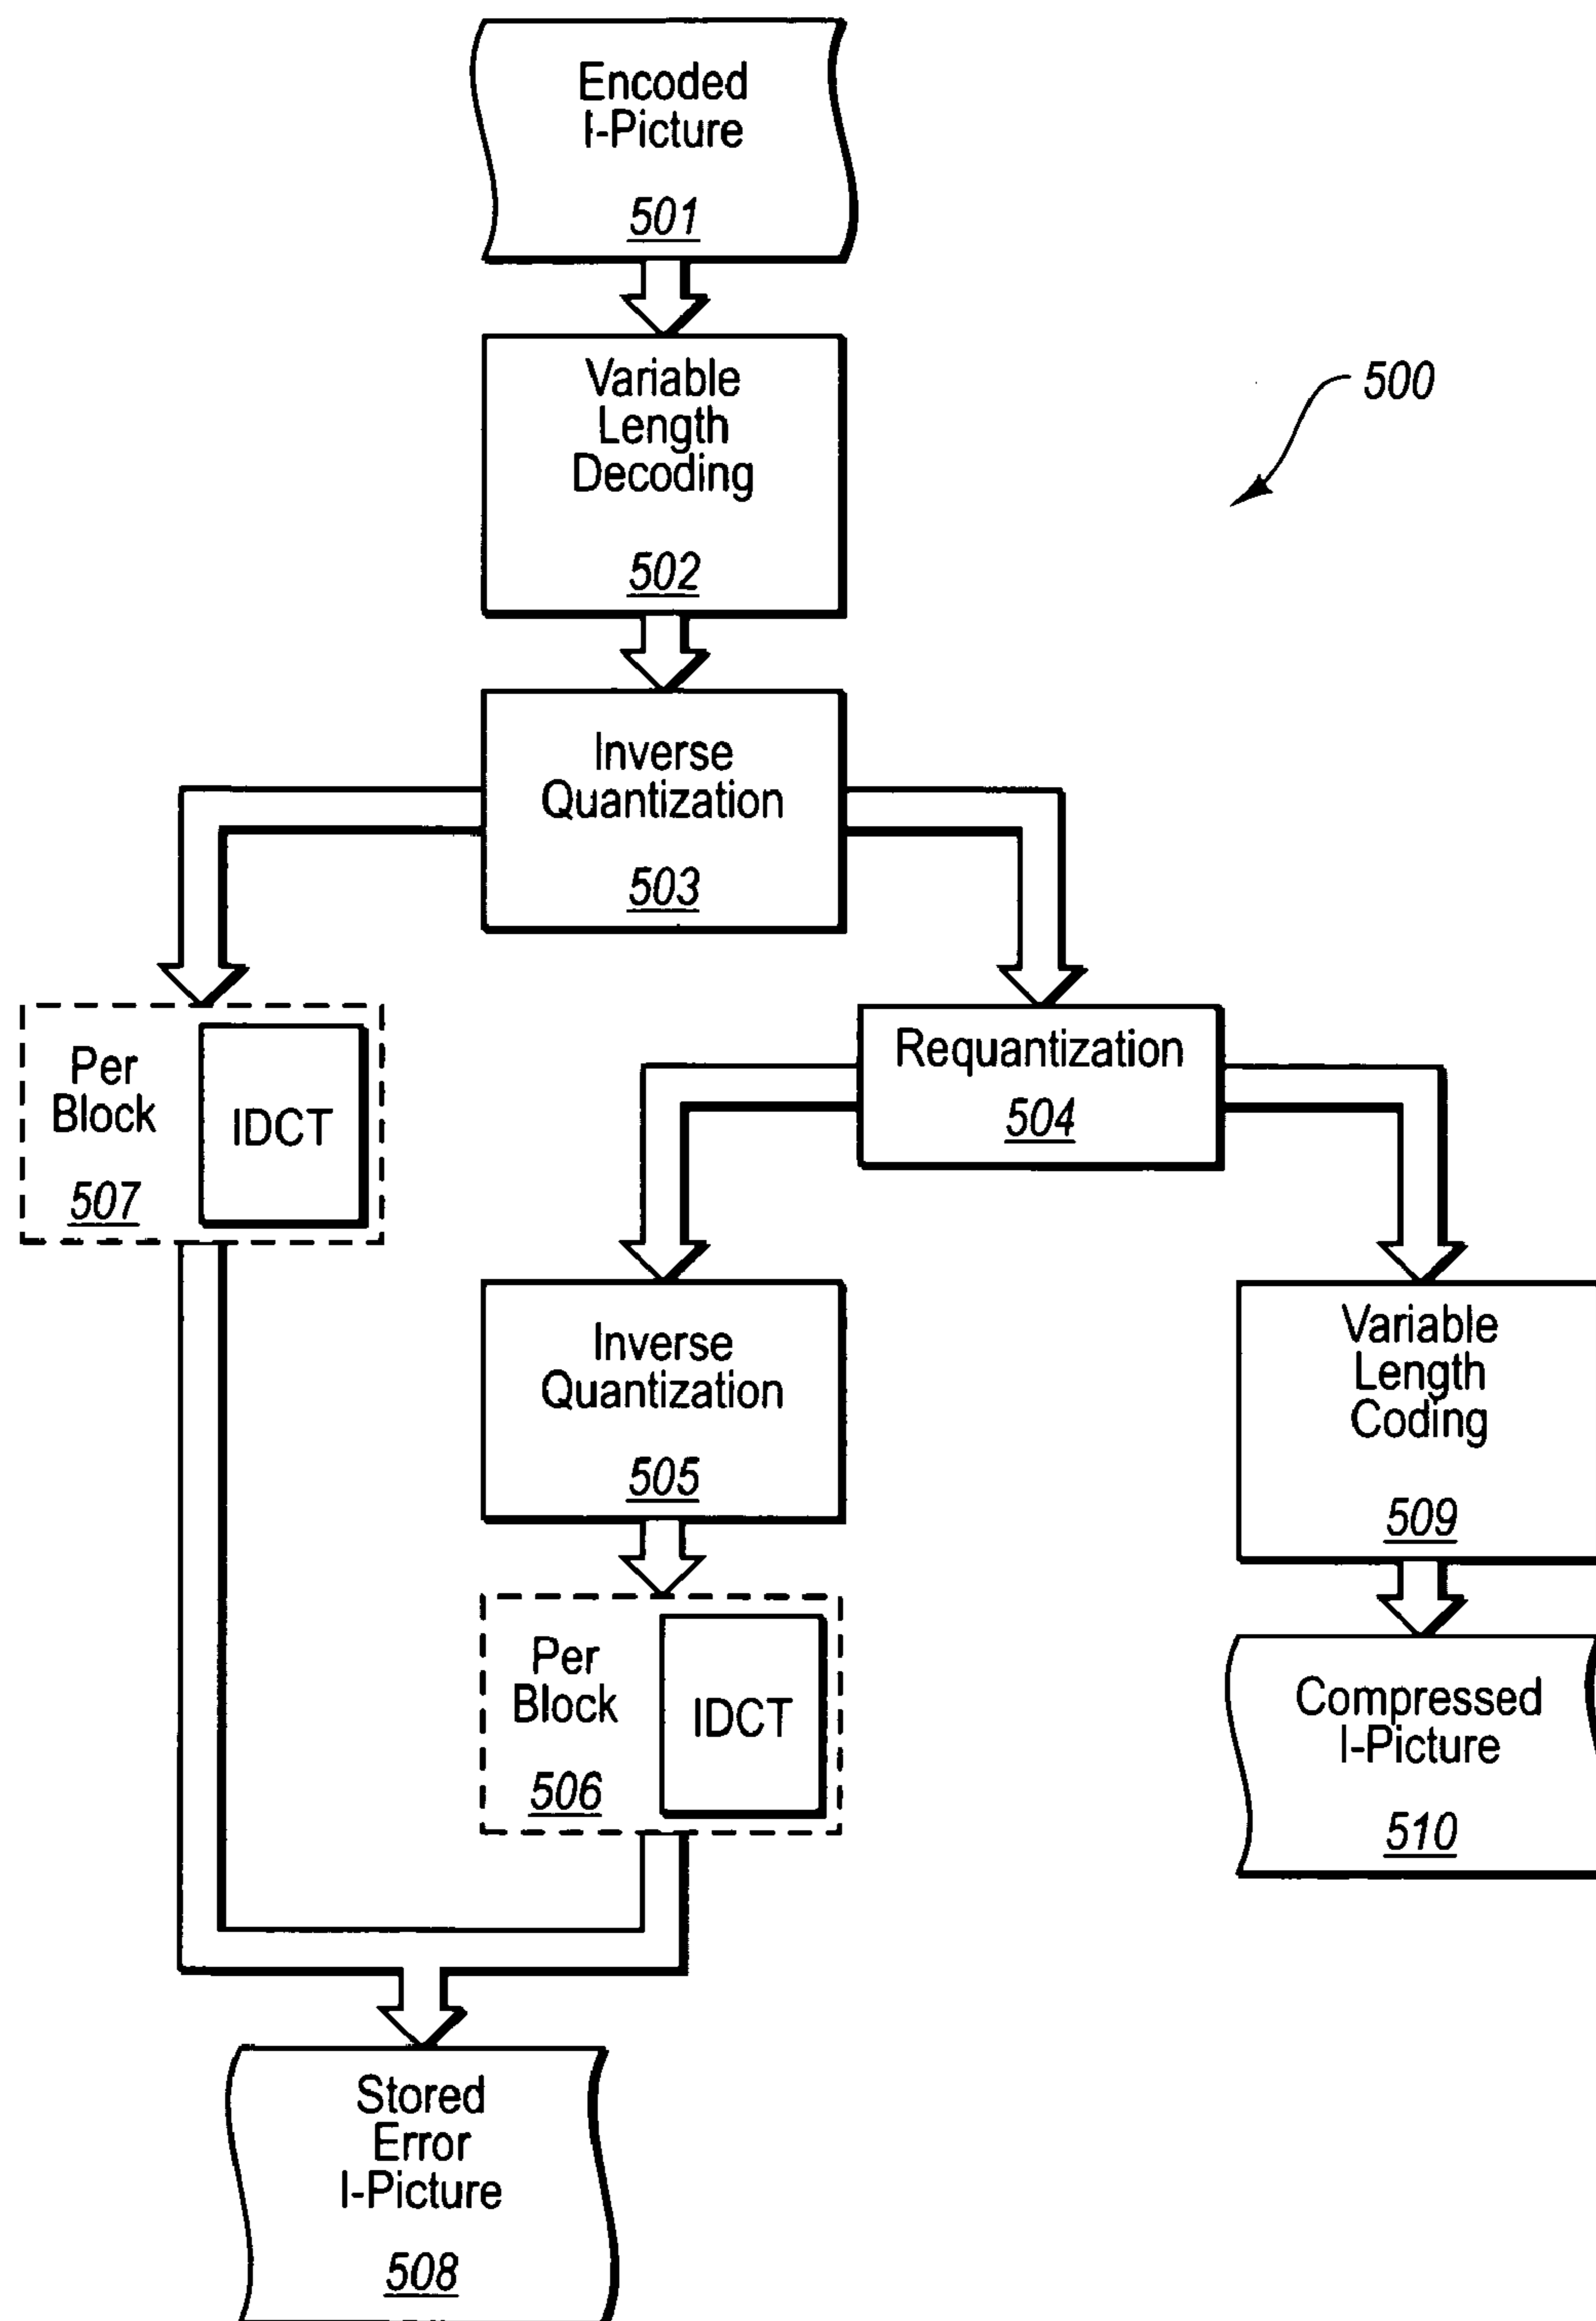 Encoded
I-Picture
501
Variable
Length
Decoding
502
500
Inverse
Quantization
503
Per
Block
507
IDCT
Requantization
504
Inverse
Quantization
505
Variable
Length
Coding
509
Per
Block
506
IDCT
Compressed
I-Picture
510
Stored
Error
I-Picture
508